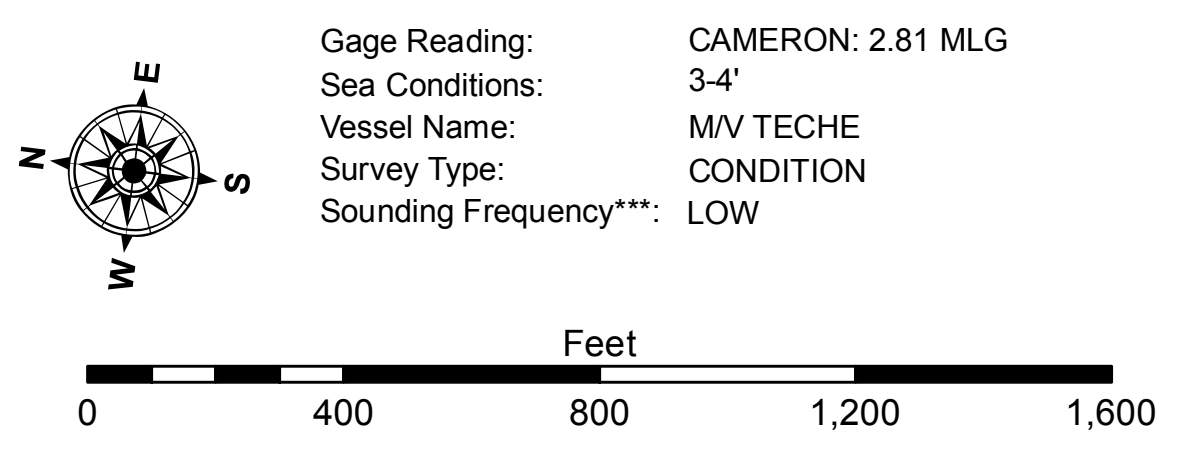 E
N
S
W
Gage Reading: CAMERON: 2.81 MLG
Sea Conditions: 3-4'
Vessel Name: M/V TECHE
Survey Type: CONDITION
Sounding Frequency***: LOW
Feet
0 400 800 1,200 1,600